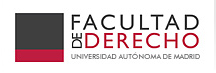 FACULTAD
DE DERECHO
UNIVERSIDAD AUTÓNOMA DE MADRID